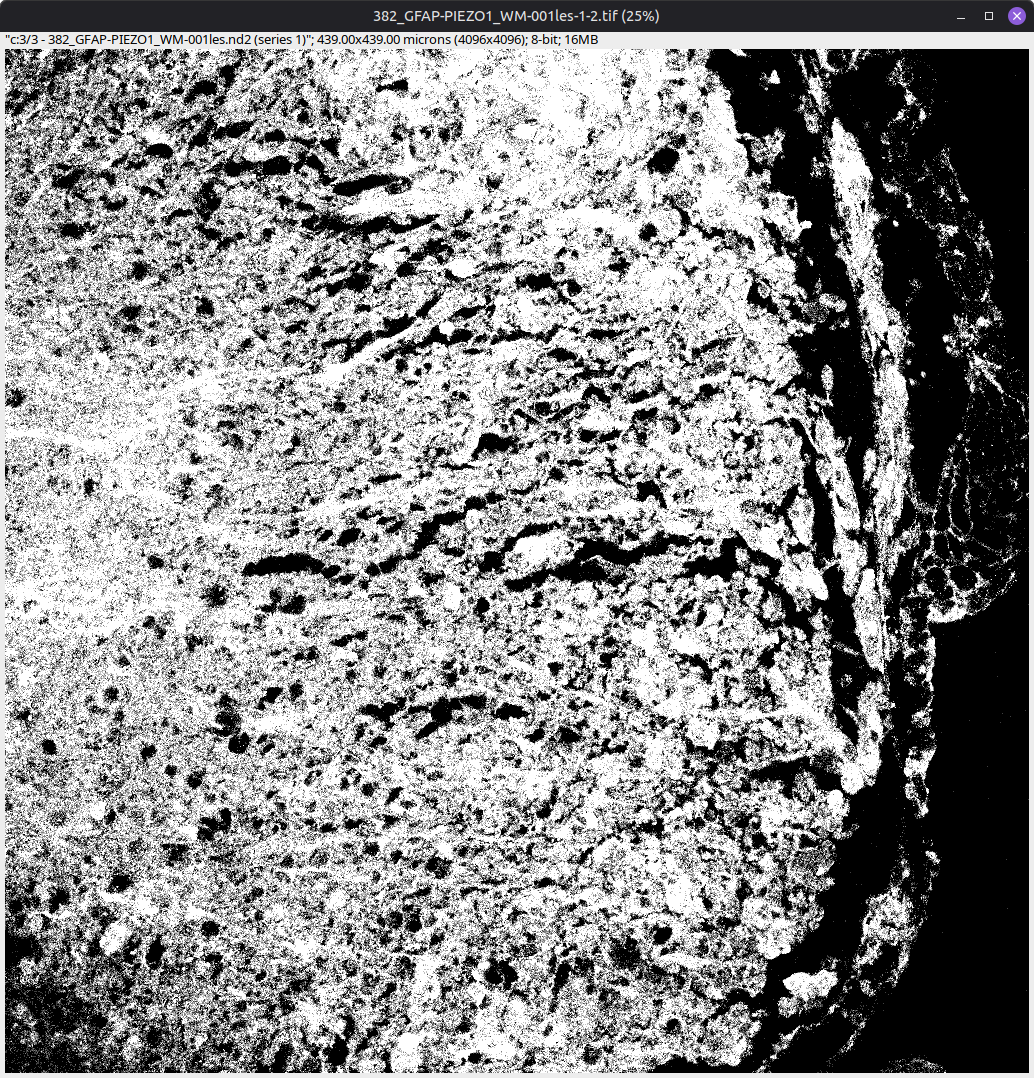 382_GFAP-PIEZO1_WM-001les-1-2.tif (25%)
"c:3/3 - 382_GFAP-PIEZO1_WM-001les.nd2 (series 1)"; 439.00x439.00 microns (4096x4096); 8-bit; 16MB